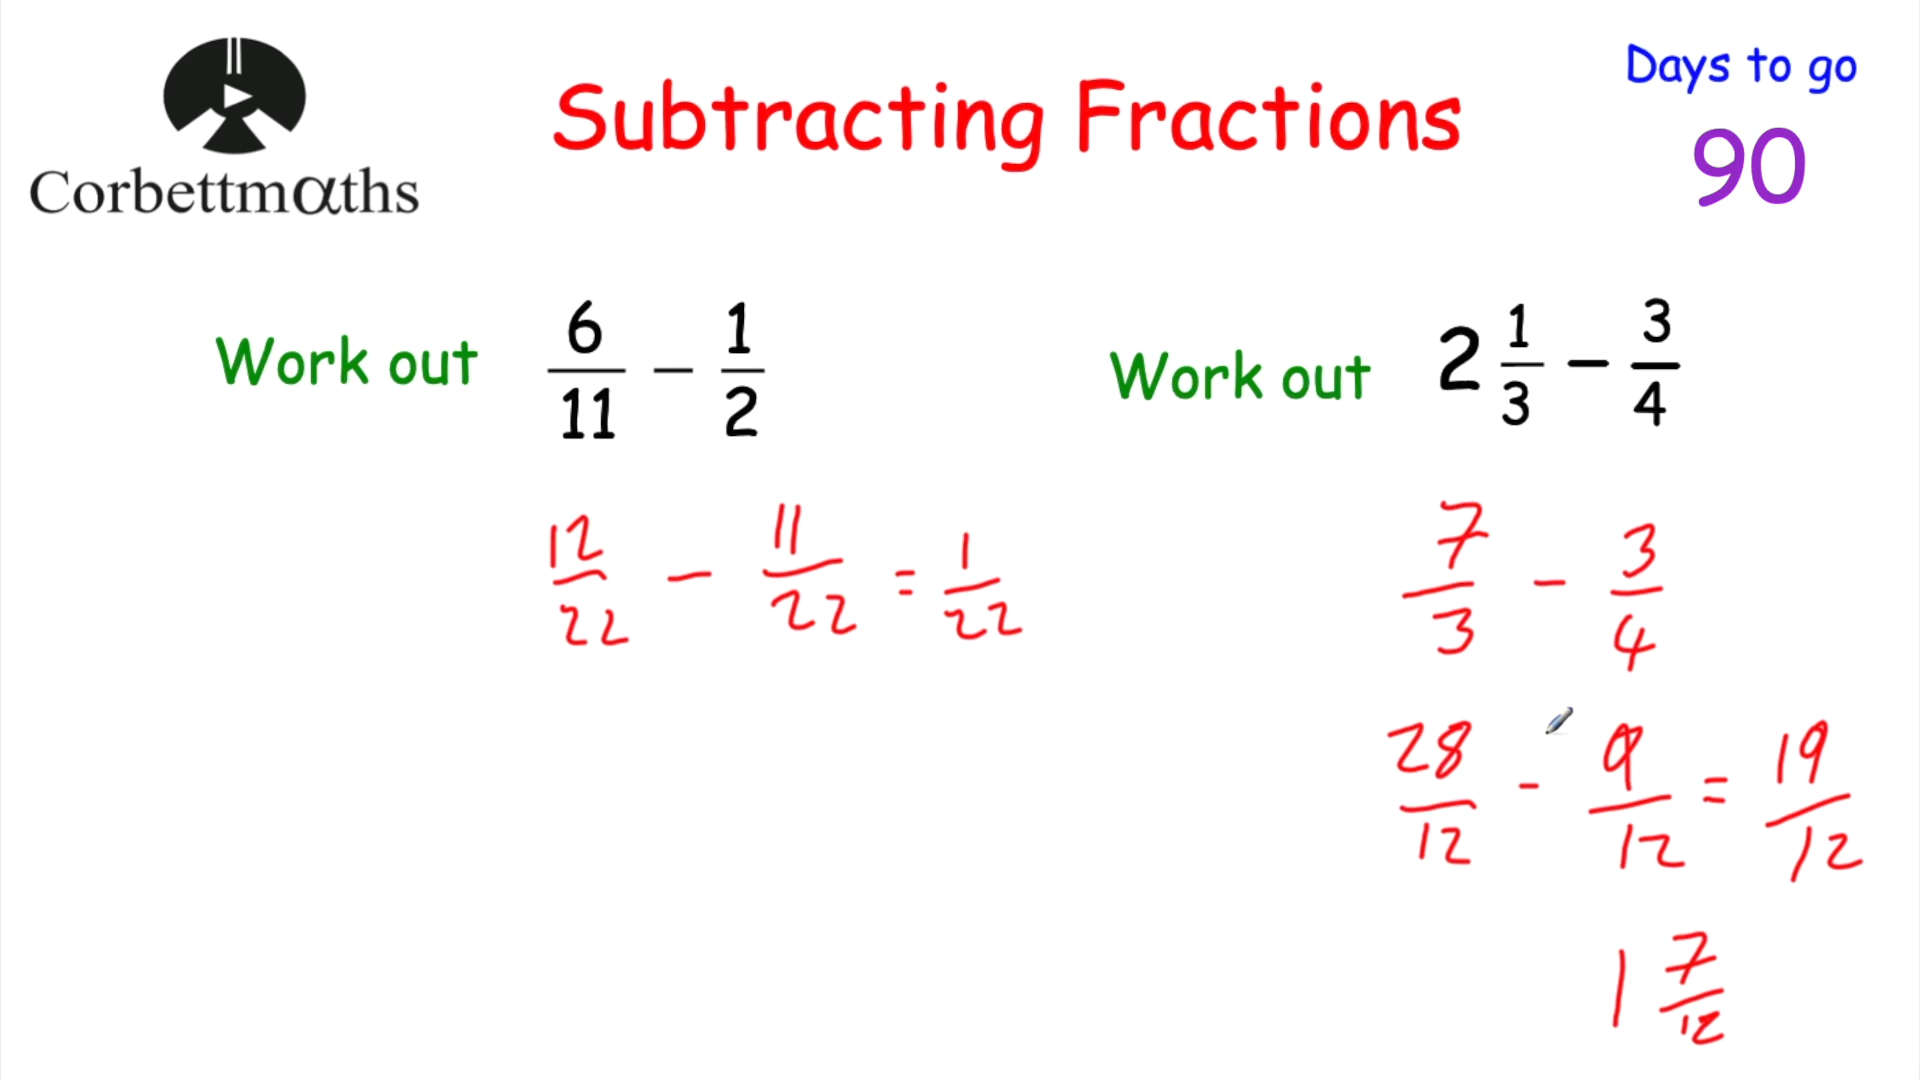 Corbettmαths
Subtracting Fractions
Days to go
90
Work out 6/11 − 1/2
12/22 − 11/22 = 1/22
Work out 2 1/3 − 3/4
7/3 − 3/4
28/12 - 9/12 = 19/12
1 7/12